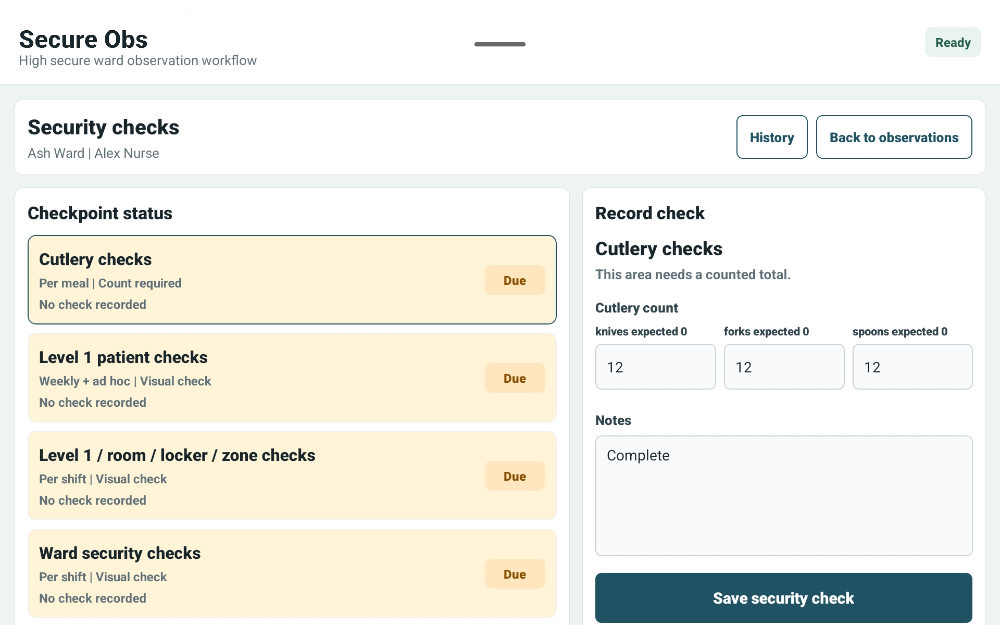 Secure Obs
High secure ward observation workflow
Ready
Security checks
Ash Ward | Alex Nurse
History
Back to observations
Checkpoint status
Cutlery checks
Per meal | Count required
No check recorded
Due
Level 1 patient checks
Weekly + ad hoc | Visual check
No check recorded
Due
Level 1 / room / locker / zone checks
Per shift | Visual check
No check recorded
Due
Ward security checks
Per shift | Visual check
No check recorded
Due
Record check
Cutlery checks
This area needs a counted total.
Cutlery count
knives expected 0
forks expected 0
spoons expected 0
12
12
12
Notes
Complete
Save security check